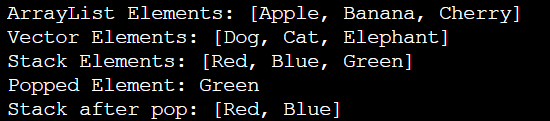 ArrayList Elements: [Apple, Banana, Cherry]
Vector Elements: [Dog, Cat, Elephant]
Stack Elements: [Red, Blue, Green]
Popped Element: Green
Stack after pop: [Red, Blue]